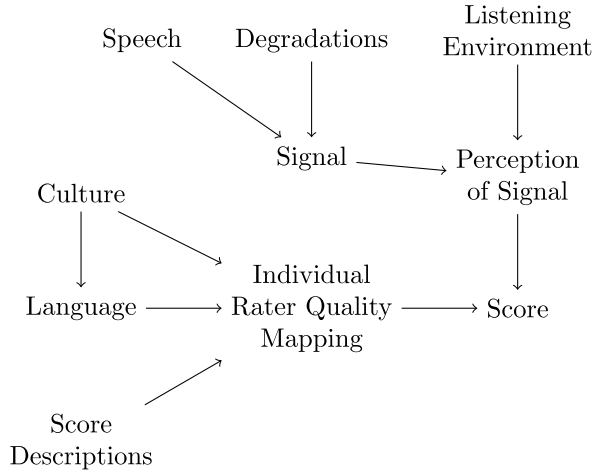 Speech
Degradations
Listening
Environment
Signal
Perception
of Signal
Culture
Language
Individual
Rater Quality
Mapping
Score
Score
Descriptions